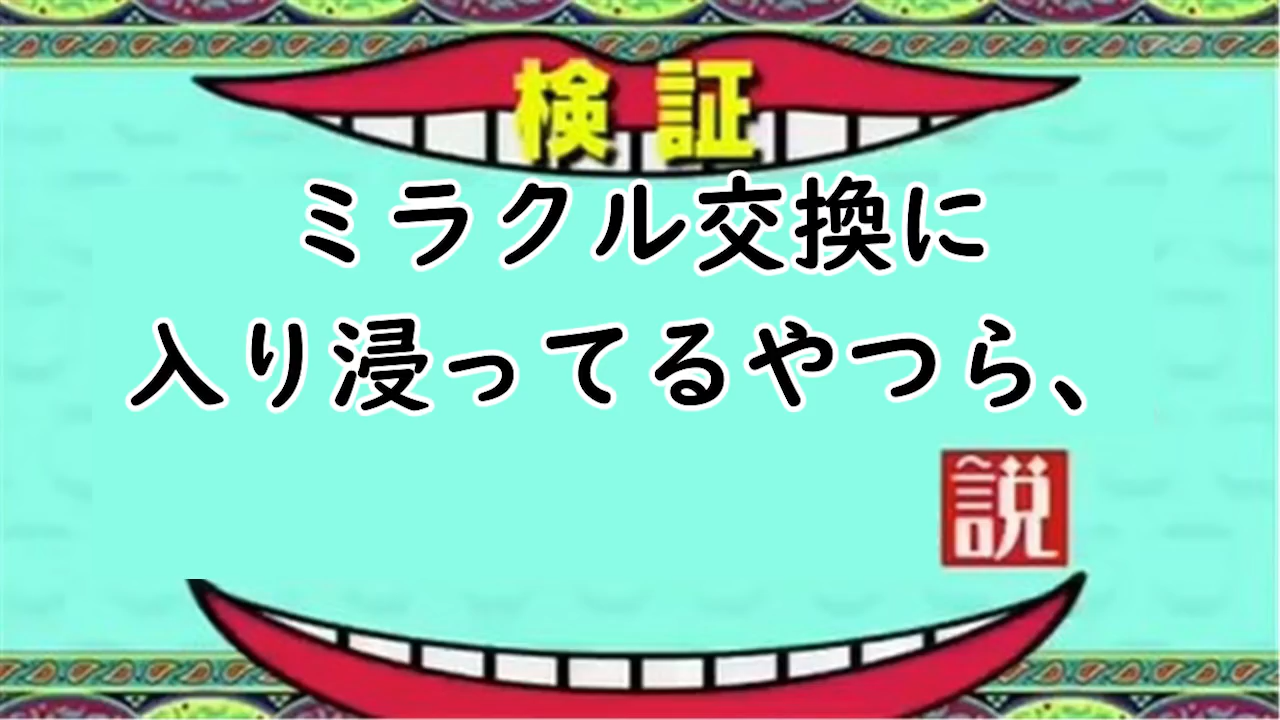 検証
ミラクル交換に
入り浸ってるやつら、
説